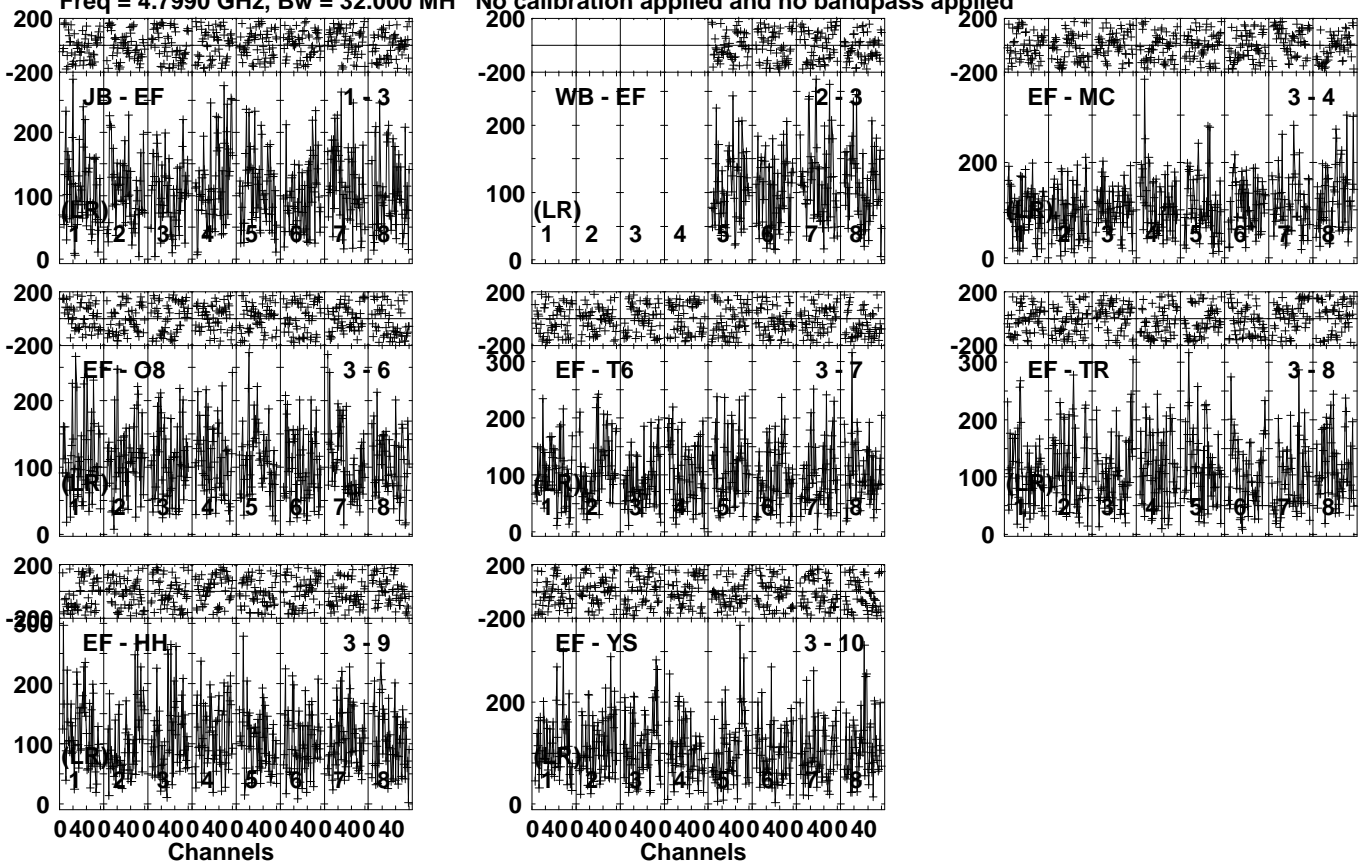 Freq = 4.7990 GHz, Bw = 32.000 MH No calibration applied and no bandpass applied
200
-200
JB - EF 1 - 3
200
100
0
(LR)
1 2 3 4 5 6 7 8
200
-200
WB - EF 2 - 3
200
100
0
(LR)
1 2 3 4 5 6 7 8
200
-200
EF - MC 3 - 4
200
0
(LR)
1 2 3 4 5 6 7 8
200
-200
EF - O8 3 - 6
200
100
0
(LR)
1 2 3 4 5 6 7 8
200
-200
EF - T6 3 - 7
300
200
100
0
(LR)
1 2 3 4 5 6 7 8
200
-200
EF - TR 3 - 8
300
200
100
0
(LR)
1 2 3 4 5 6 7 8
200
-200
300
EF - HH 3 - 9
200
100
0
(LR)
1 2 3 4 5 6 7 8
0 40 0 40 0 40 0 40 0 40 0 40 0 40 0 40
Channels
200
-200
EF - YS 3 - 10
200
0
(LR)
1 2 3 4 5 6 7 8
0 40 0 40 0 40 0 40 0 40 0 40 0 40 0 40
Channels